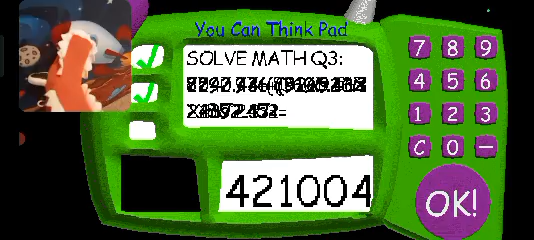 You Can Think Pad
SOLVE MATH Q3:
7 8 9
4 5 6
1 2 3
C 0 –
421004
OK!